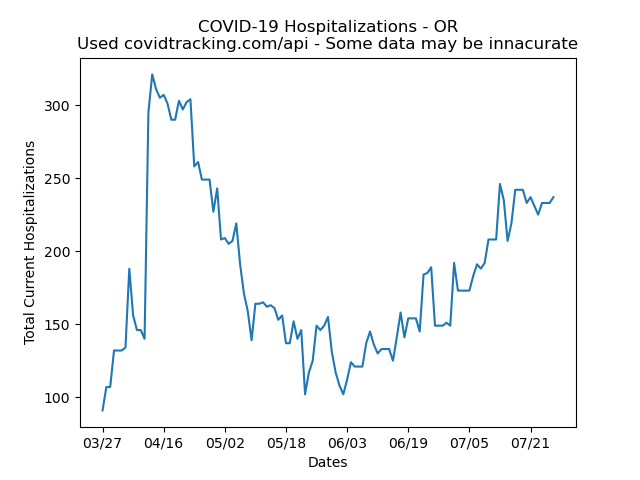 COVID-19 Hospitalizations - OR
Used covidtracking.com/api - Some data may be innacurate
Total Current Hospitalizations
300
250
200
150
100
03/27 04/16 05/02 05/18 06/03 06/19 07/05 07/21
Dates